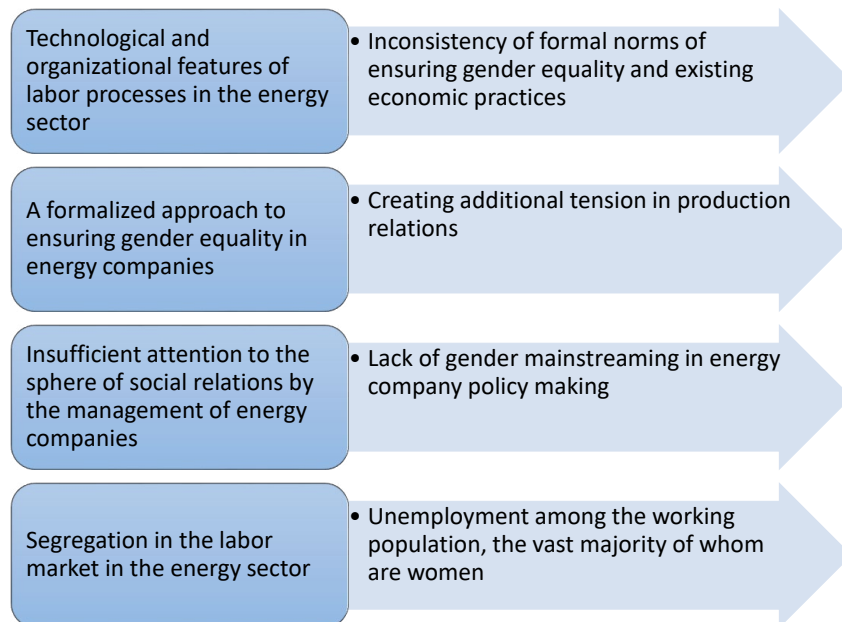 Technological and
organizational features of
labor processes in the energy
sector
• Inconsistency of formal norms of
ensuring gender equality and existing
economic practices
A formalized approach to
ensuring gender equality in
energy companies
• Creating additional tension in production
relations
Insufficient attention to the
sphere of social relations by
the management of energy
companies
• Lack of gender mainstreaming in energy
company policy making
Segregation in the labor
market in the energy sector
• Unemployment among the working
population, the vast majority of whom
are women